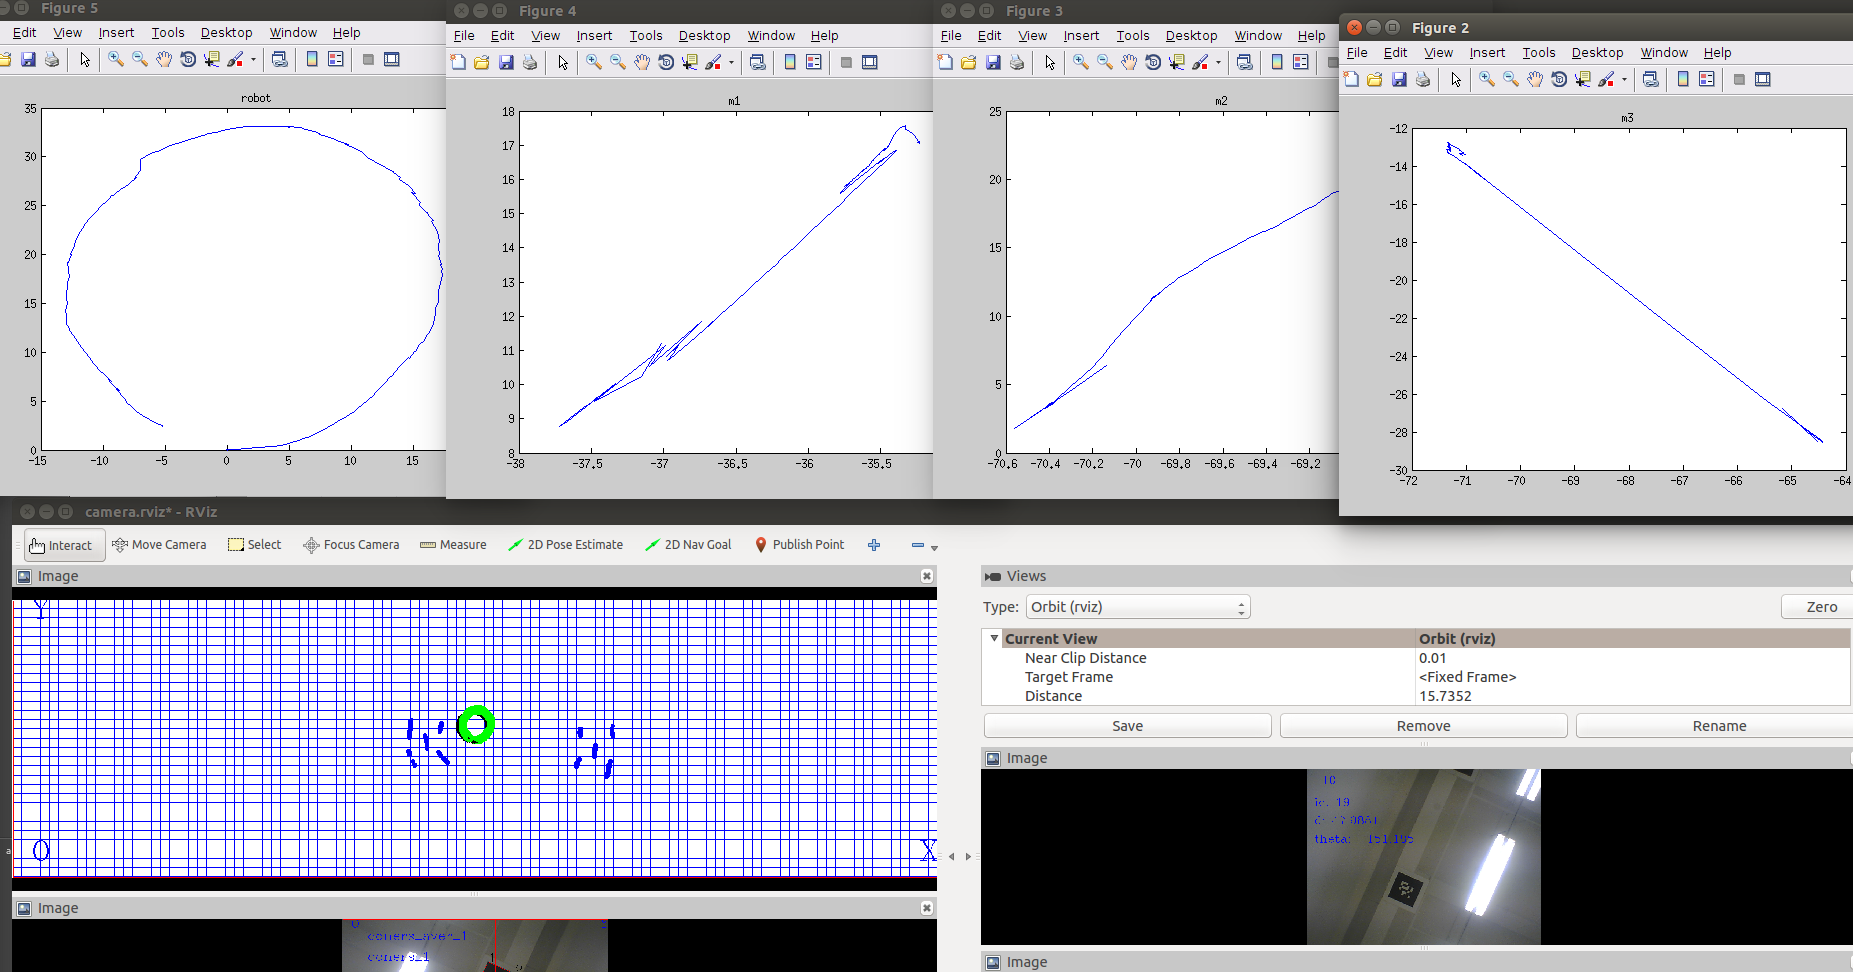 Figure 5
Edit View Insert Tools Desktop Window Help
robot
35
30
25
20
15
10
5
0
-15 -10 -5 0 5 10 15
Figure 4
File Edit View Insert Tools Desktop Window Help
m1
18
17
16
15
14
13
12
11
10
9
8
-38 -37.5 -37 -36.5 -36 -35.5
Figure 3
File Edit View Insert Tools Desktop Window Help
m2
25
20
15
10
5
0
-70.6 -70.4 -70.2 -70 -69.8 -69.6 -69.4 -69.2
Figure 2
File Edit View Insert Tools Desktop Window Help
m3
-12
-14
-16
-18
-20
-22
-24
-26
-28
-30
-72 -71 -70 -69 -68 -67 -66 -65 -64
camera.rviz* - RViz
Interact Move Camera Select Focus Camera Measure 2D Pose Estimate 2D Nav Goal Publish Point
Image
Y
O X
Image
coners_aver_1
coners_1
Views
Type: Orbit (rviz) Zero
Current View Orbit (rviz)
Near Clip Distance 0.01
Target Frame <Fixed Frame>
Distance 15.7352
Save Remove Rename
Image
10
19
theta:
Image